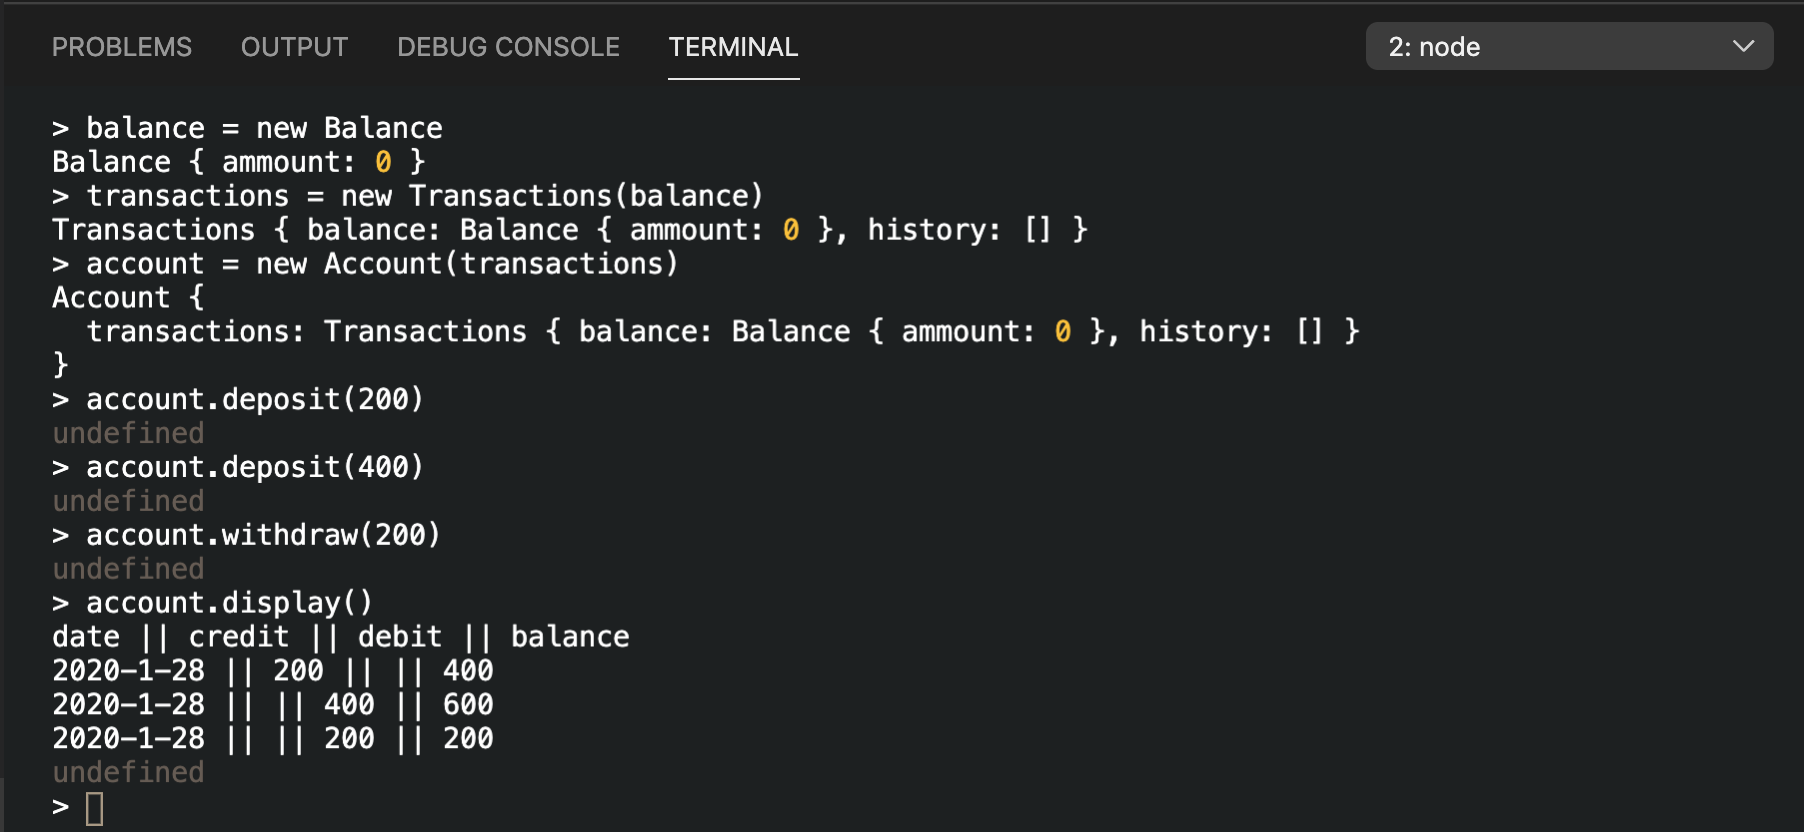 PROBLEMS OUTPUT DEBUG CONSOLE TERMINAL 2: node
> balance = new Balance
Balance { ammount: 0 }
> transactions = new Transactions(balance)
Transactions { balance: Balance { ammount: 0 }, history: [] }
> account = new Account(transactions)
Account {
  transactions: Transactions { balance: Balance { ammount: 0 }, history: [] }
}
> account.deposit(200)
undefined
> account.deposit(400)
undefined
> account.withdraw(200)
undefined
> account.display()
date || credit || debit || balance
2020-1-28 || 200 || || 400
2020-1-28 || || 400 || 600
2020-1-28 || || 200 || 200
undefined
>